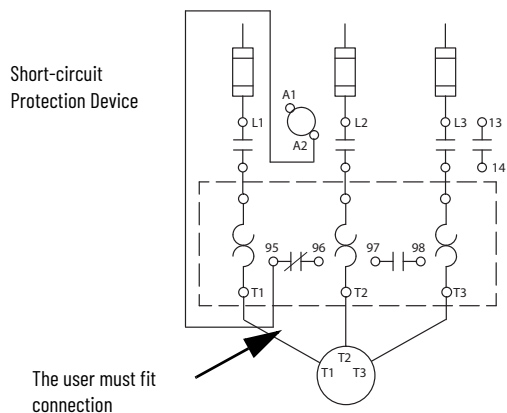 Short-circuit
Protection Device
A1
L1
A2
L2
L3
13
14
95
96
97
98
T1
T2
T3
T2
T1
T3
The user must fit
connection